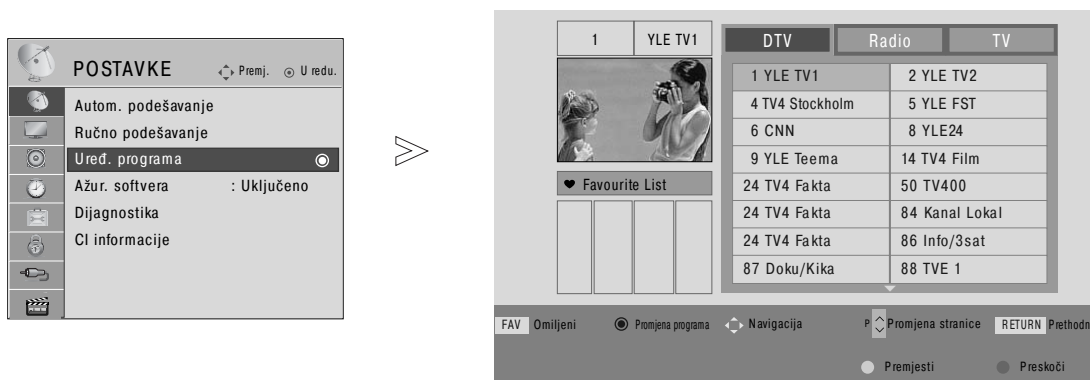 POSTAVKE Premj. U redu.
Autom. podešavanje
Ručno podešavanje
Uređ. programa
Ažur. softvera : Uključeno
Dijagnostika
CI informacije
1 YLE TV1
Favourite List
DTV Radio TV
1 YLE TV1 2 YLE TV2
4 TV4 Stockholm 5 YLE FST
6 CNN 8 YLE24
9 YLE Teema 14 TV4 Film
24 TV4 Fakta 50 TV400
24 TV4 Fakta 84 Kanal Lokal
24 TV4 Fakta 86 Info/3sat
87 Doku/Kika 88 TVE 1
FAV Omiljeni Promjena programa Navigacija P Promjena stranice RETURN Prethodn
Premjesti Preskoči